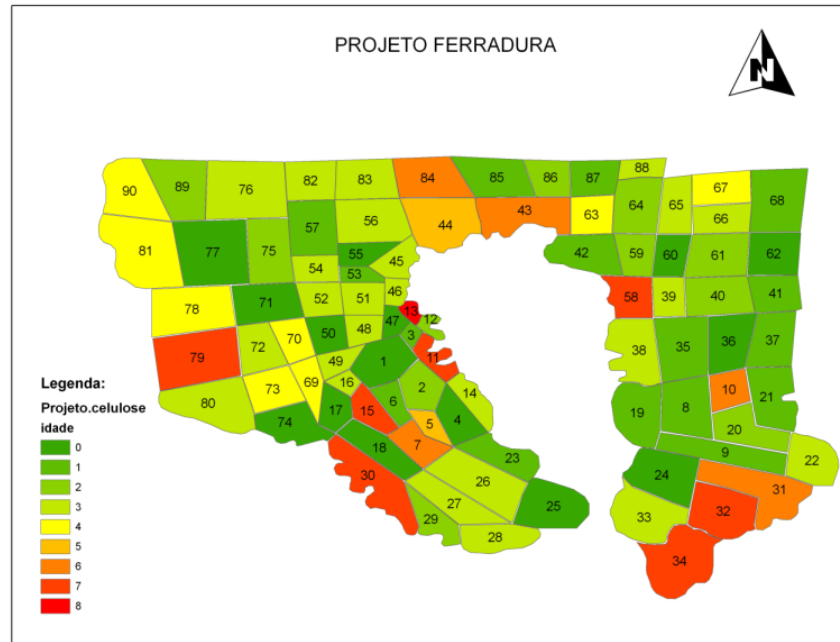 PROJETO FERRADURA
N
88
90 89 76 82 83 84 85 86 87 67
64 65 66 68
57 56 44 43 63
81 77 75 55 45 42 59 60 61 62
54 53
78 71 52 51 46 58 39 40 41
13 12
79 72 70 50 48 47 3 11 38 35 36 37
49 1
80 73 69 16 2 14 10 21
74 17 15 6 5 4 19 8 20
18 7 23 9 22
30 26 24 31
27 25 33 32
29 28
34
Legenda:
Projeto.celulose
idade
0
1
2
3
4
5
6
7
8